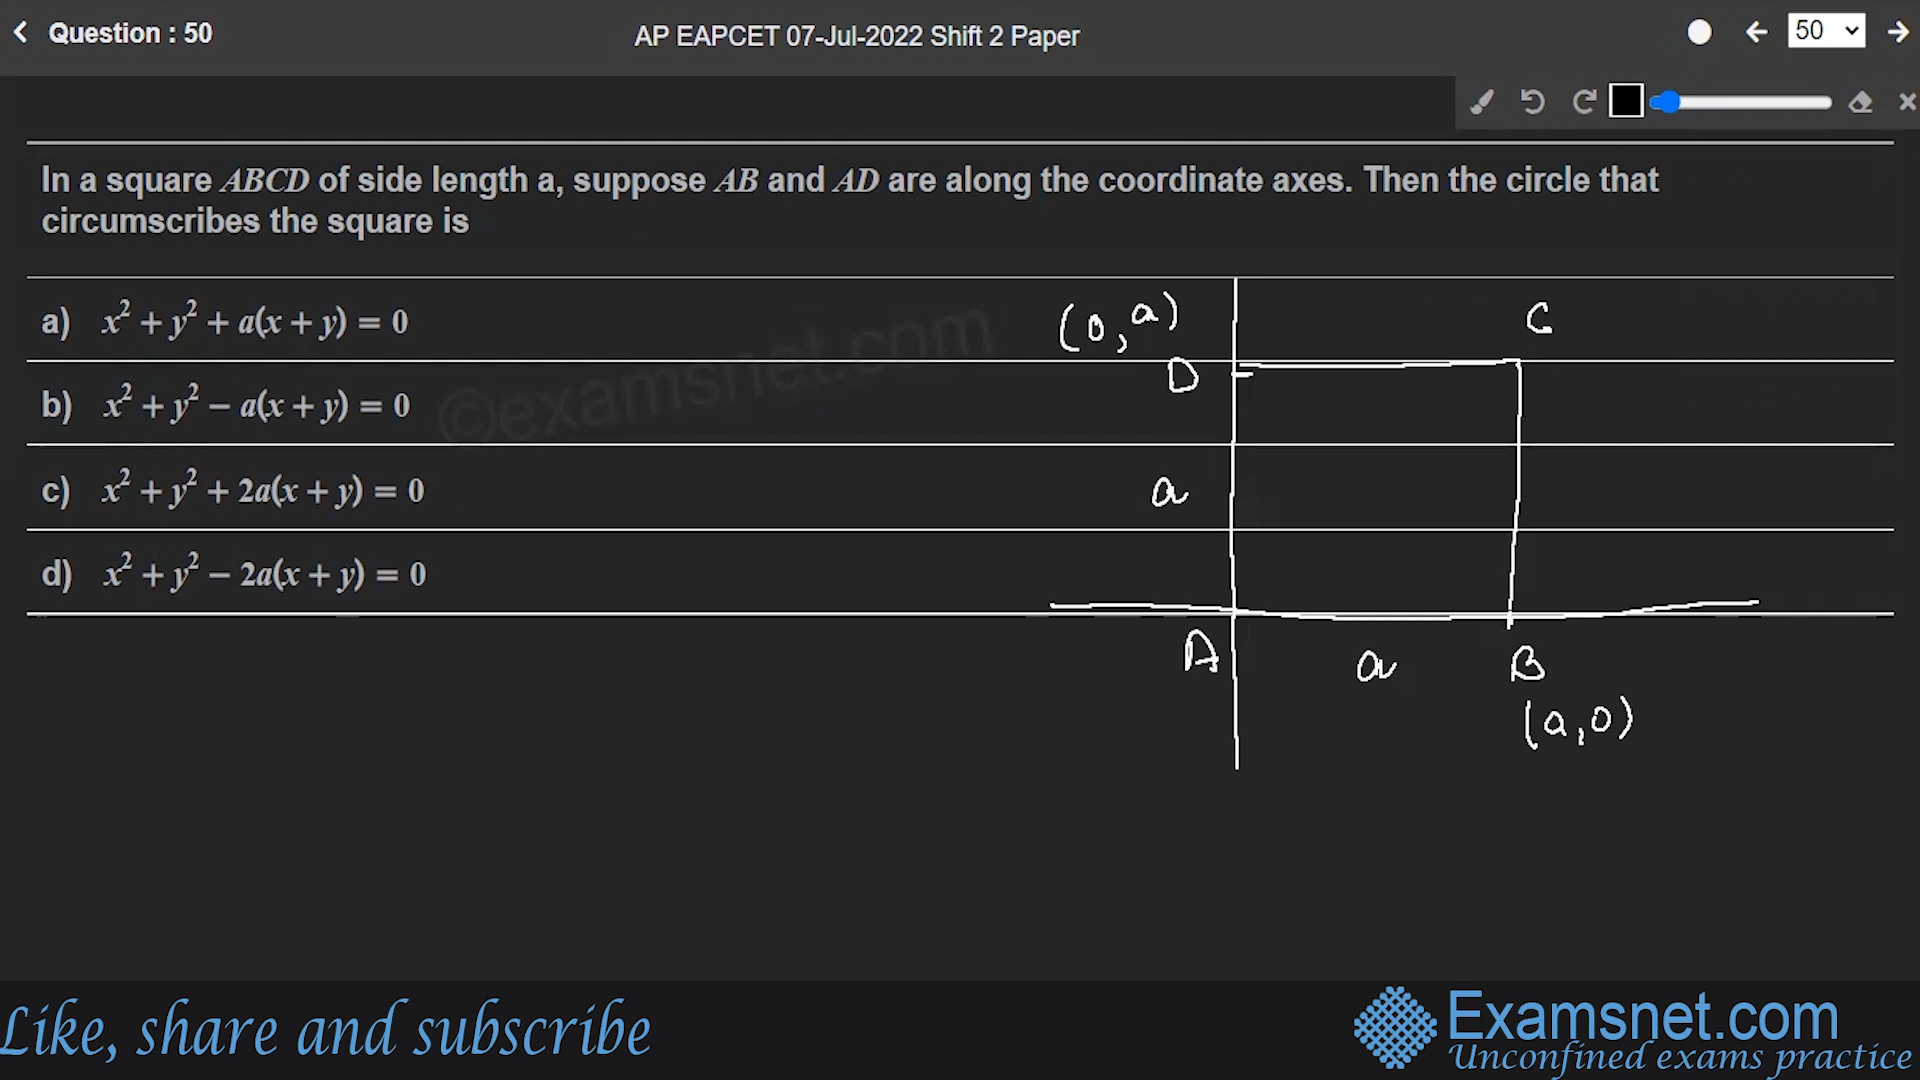 Question : 50
AP EAPCET 07-Jul-2022 Shift 2 Paper
50
In a square ABCD of side length a, suppose AB and AD are along the coordinate axes. Then the circle that
circumscribes the square is
a) x² + y² + a(x + y) = 0
b) x² + y² − a(x + y) = 0
c) x² + y² + 2a(x + y) = 0
d) x² + y² − 2a(x + y) = 0
©examsnet.com
(0, a)
C
D
a
A
a
B
(a,0)
Like, share and subscribe
Examsnet.com
Unconfined exams practice